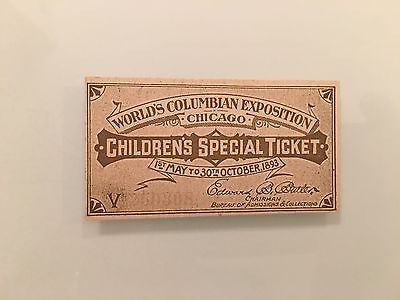 WORLD'S COLUMBIAN EXPOSITION
CHICAGO
CHILDREN'S SPECIAL TICKET
1ST MAY TO 30TH OCTOBER, 1893.
Edward B. Butler
CHAIRMAN
BUREAU OF ADMISSIONS & COLLECTIONS
V